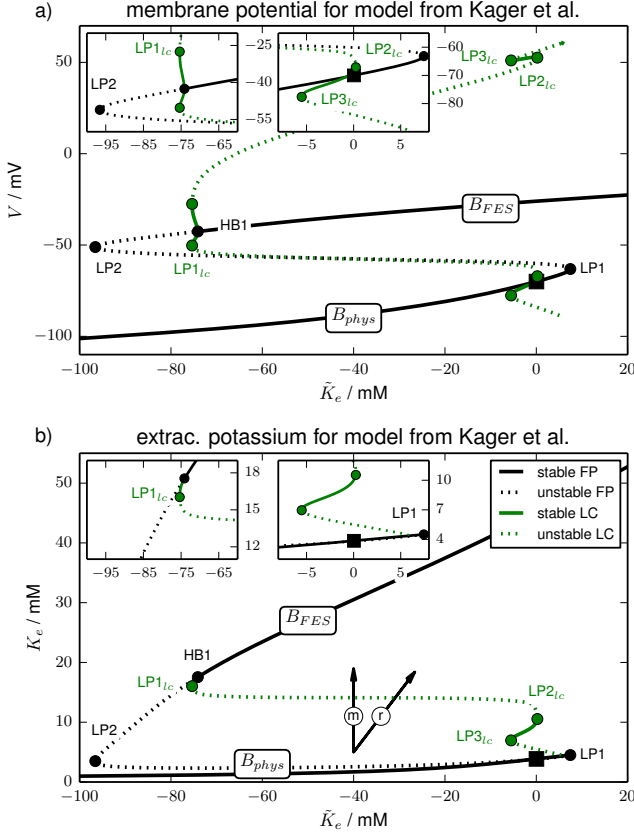 a)
membrane potential for model from Kager et al.
50
0
−50
−100
V / mV
−100
−80
−60
−40
−20
0
20
K̃e / mM
LP1lc
LP2
−25
−40
−55
−95
−85
−75
−65
LP2lc
LP3lc
−60
−70
−80
−5
0
5
LP3lc
LP2lc
BFES
HB1
LP2
LP1lc
LP1
Bphys
b)
extrac. potassium for model from Kager et al.
50
40
30
20
10
0
Ke / mM
−100
−80
−60
−40
−20
0
20
K̃e / mM
LP1lc
18
15
12
−95
−85
−75
−65
LP1
10
7
4
−5
0
5
stable FP
unstable FP
stable LC
unstable LC
BFES
HB1
LP1lc
LP2
m
r
LP2lc
LP3lc
LP1
Bphys